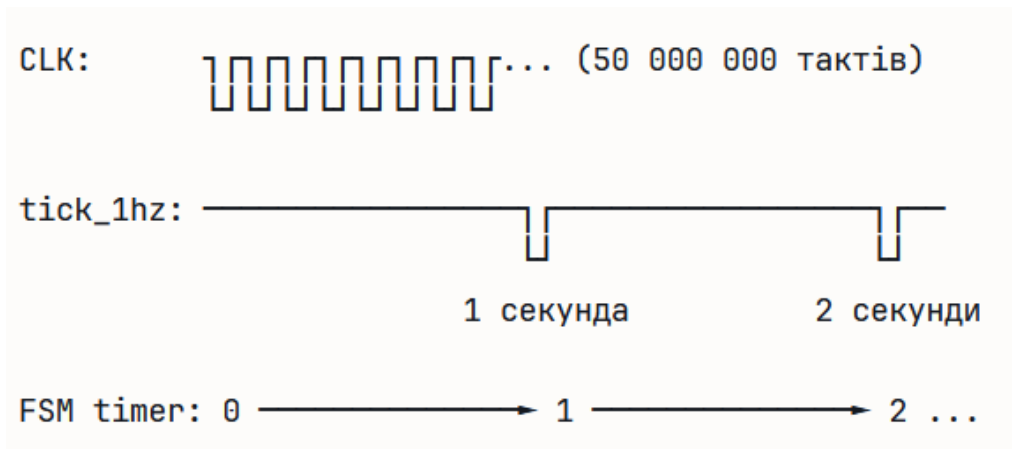 CLK: ... (50 000 000 тактів)
tick_1hz:
1 секунда 2 секунди
FSM timer: 0 1 2 ...